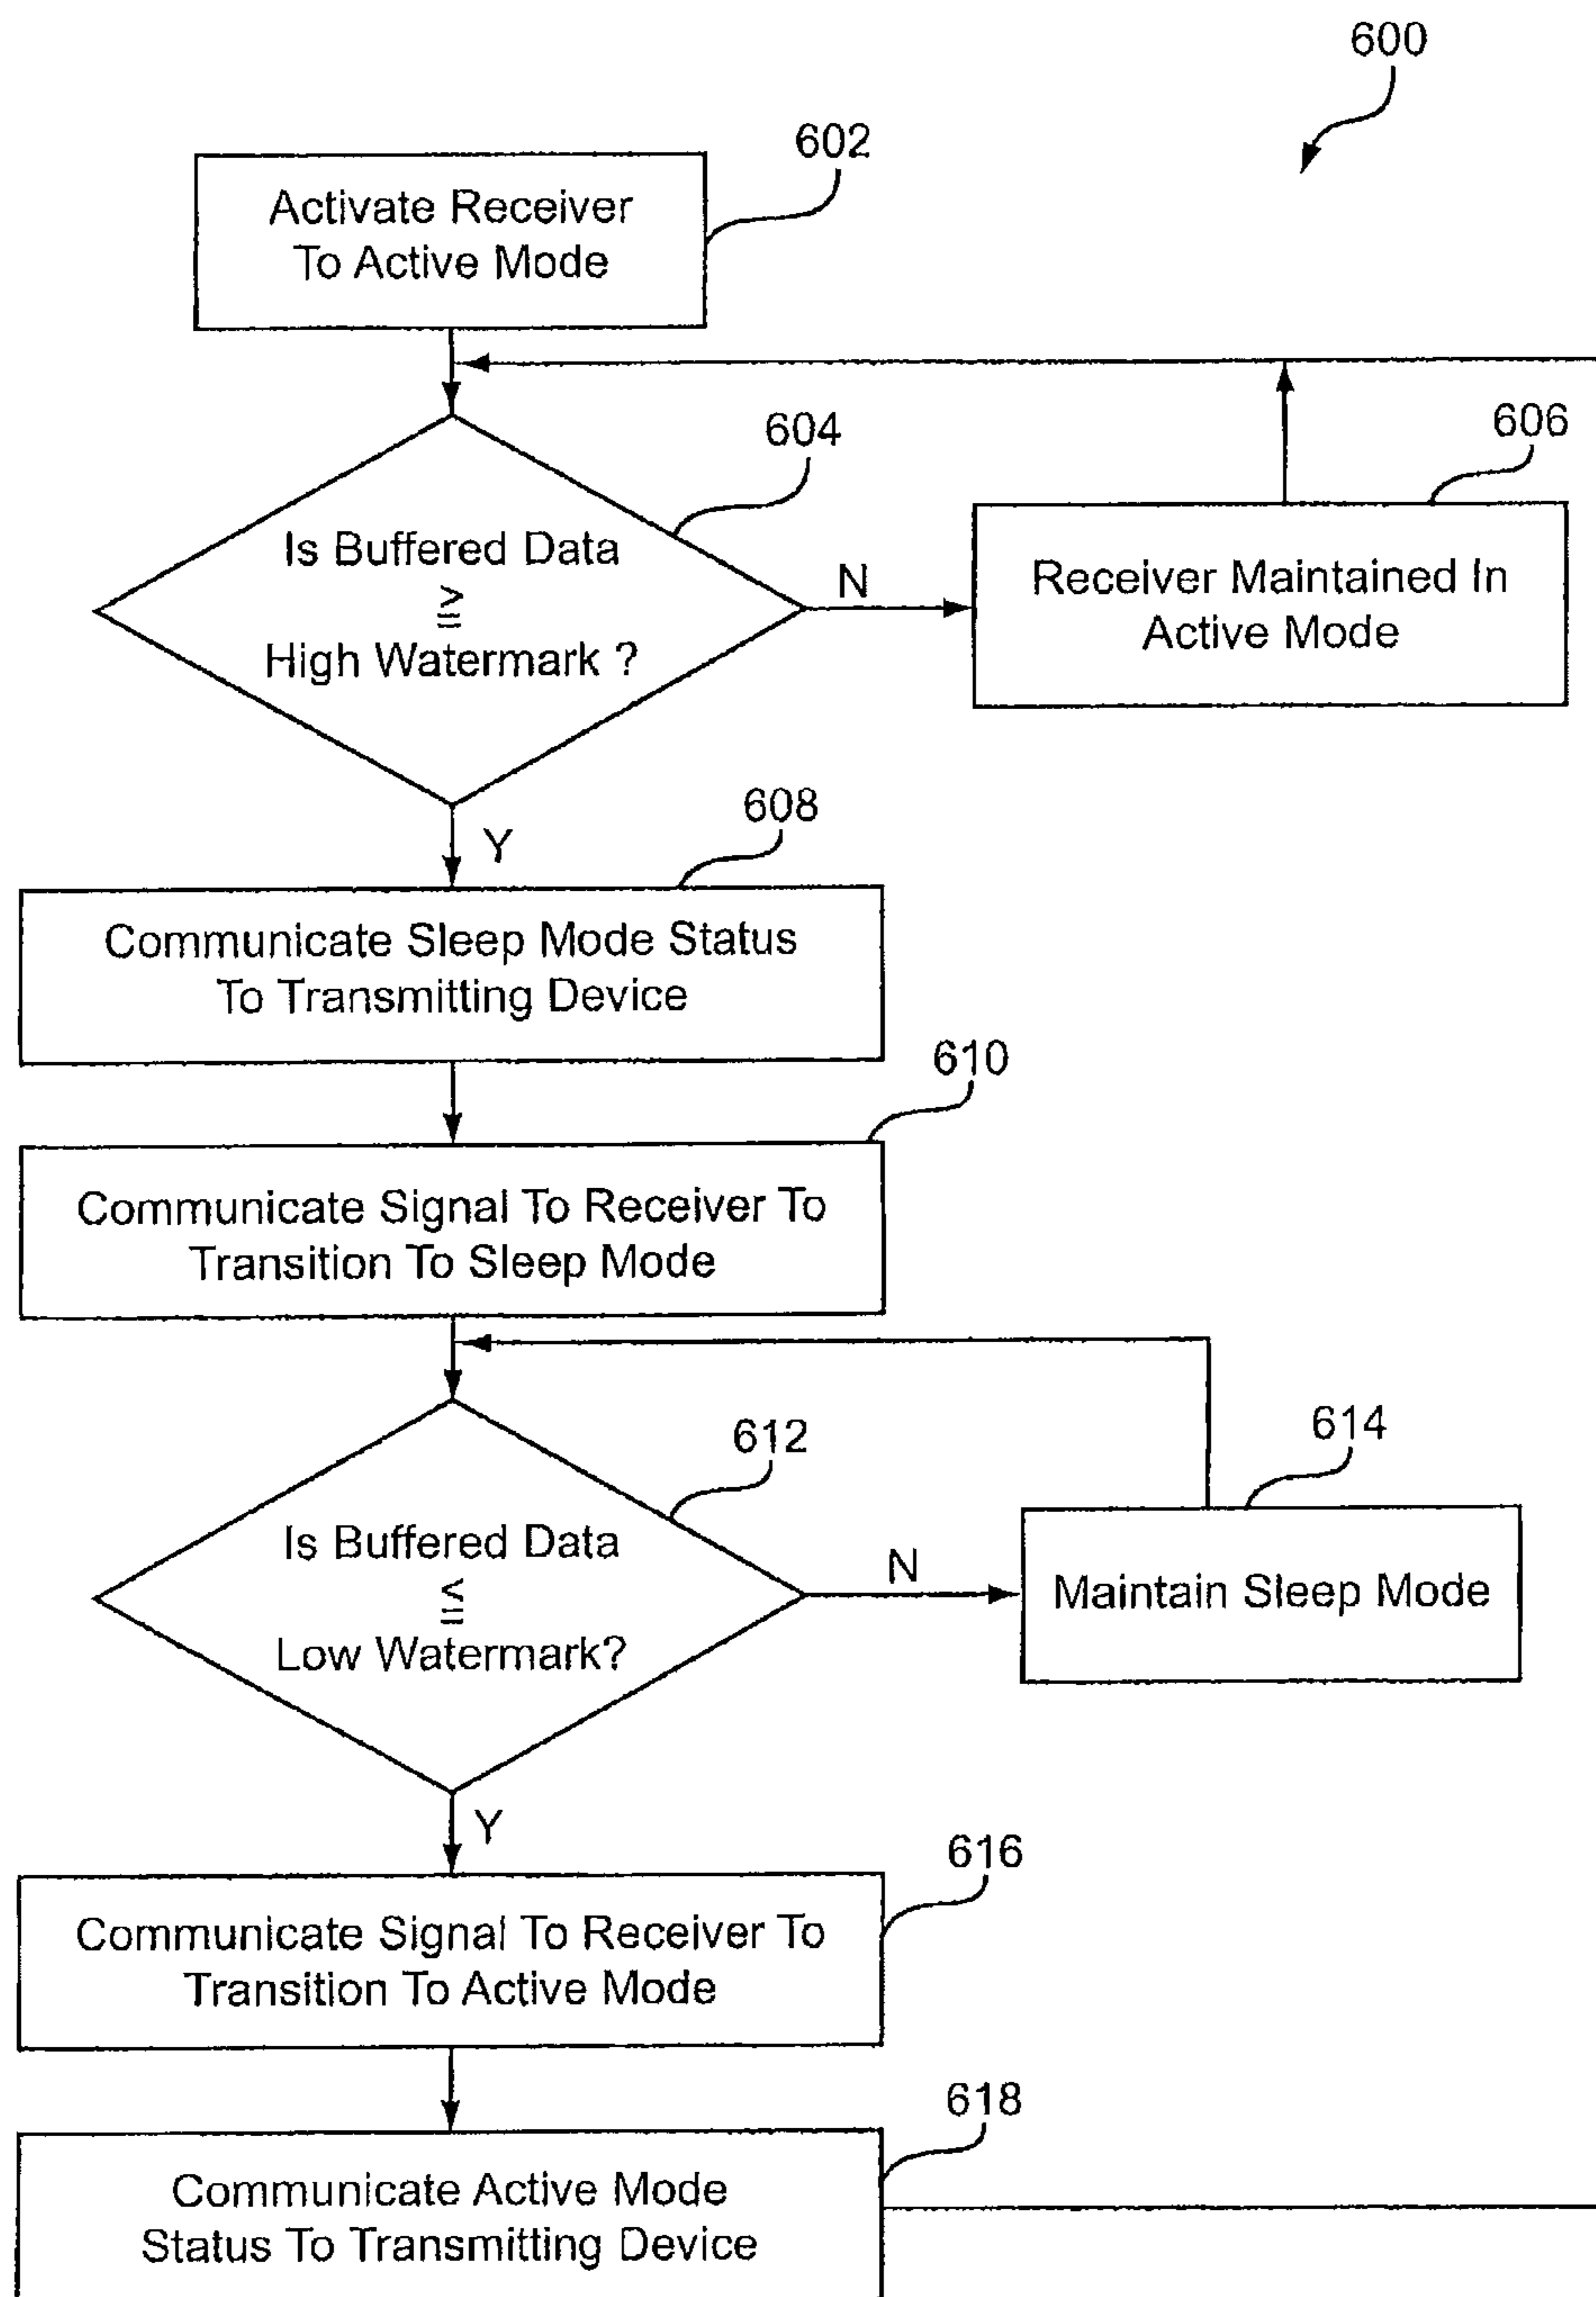 600
602
Activate Receiver
To Active Mode
604
Is Buffered Data
≧
High Watermark ?
N
606
Receiver Maintained In
Active Mode
Y
608
Communicate Sleep Mode Status
To Transmitting Device
610
Communicate Signal To Receiver To
Transition To Sleep Mode
612
Is Buffered Data
≦
Low Watermark?
N
614
Maintain Sleep Mode
Y
616
Communicate Signal To Receiver To
Transition To Active Mode
618
Communicate Active Mode
Status To Transmitting Device